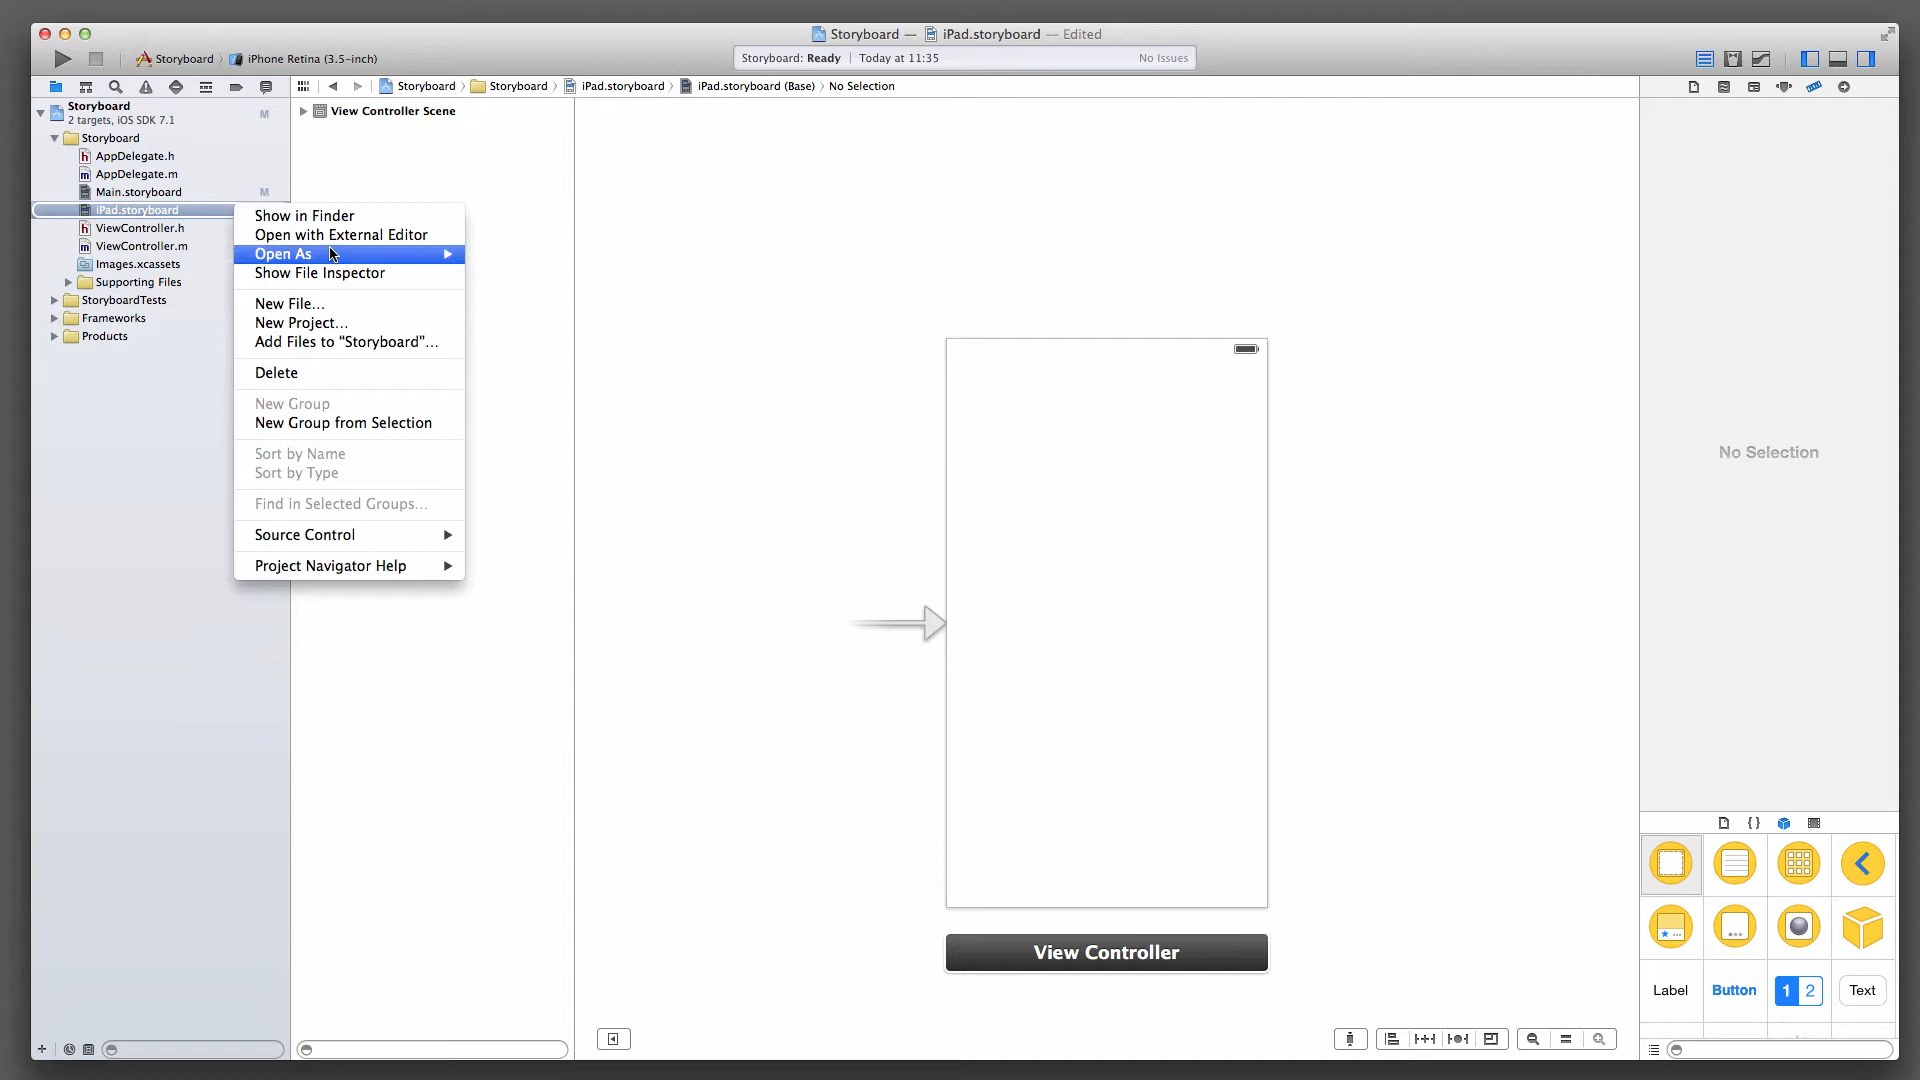 Storyboard — iPad.storyboard — Edited
Storyboard iPhone Retina (3.5-inch)
Storyboard: Ready Today at 11:35 No Issues
Storyboard Storyboard iPad.storyboard iPad.storyboard (Base) No Selection
Storyboard
2 targets, iOS SDK 7.1
M
Storyboard
AppDelegate.h
AppDelegate.m
Main.storyboard
M
iPad.storyboard
ViewController.h
ViewController.m
Images.xcassets
Supporting Files
StoryboardTests
Frameworks
Products
View Controller Scene
Show in Finder
Open with External Editor
Open As
Show File Inspector
New File...
New Project...
Add Files to “Storyboard”...
Delete
New Group
New Group from Selection
Sort by Name
Sort by Type
Find in Selected Groups...
Source Control
Project Navigator Help
View Controller
No Selection
Label Button 1 2 Text